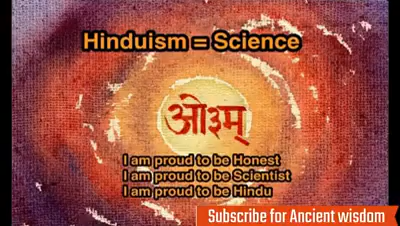 Hinduism = Science
ओ३म्
I am proud to be Honest
I am proud to be Scientist
I am proud to be Hindu
Subscribe for Ancient wisdom